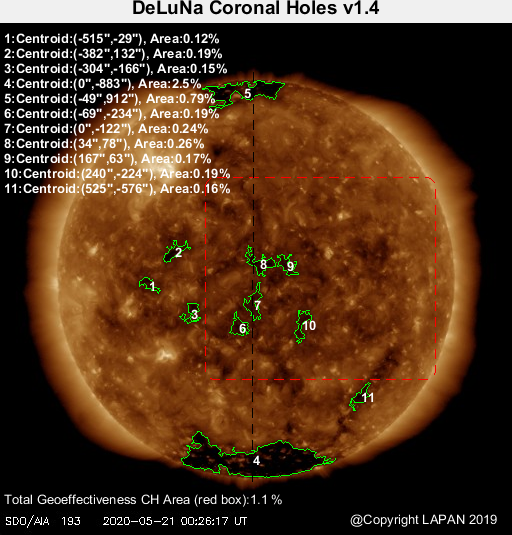 DeLuNa Coronal Holes v1.4
1:Centroid:(-515",-29"), Area:0.12%
2:Centroid:(-382",132"), Area:0.19%
3:Centroid:(-304",-166"), Area:0.15%
4:Centroid:(0",-883"), Area:2.5%
5:Centroid:(-49",912"), Area:0.79%
6:Centroid:(-69",-234"), Area:0.19%
7:Centroid:(0",-122"), Area:0.24%
8:Centroid:(34",78"), Area:0.26%
9:Centroid:(167",63"), Area:0.17%
10:Centroid:(240",-224"), Area:0.19%
11:Centroid:(525",-576"), Area:0.16%
5
2
8
9
1
7
3
6
10
11
4
Total Geoeffectiveness CH Area (red box):1.1 %
SDO/AIA 193 2020-05-21 00:26:17 UT
@Copyright LAPAN 2019